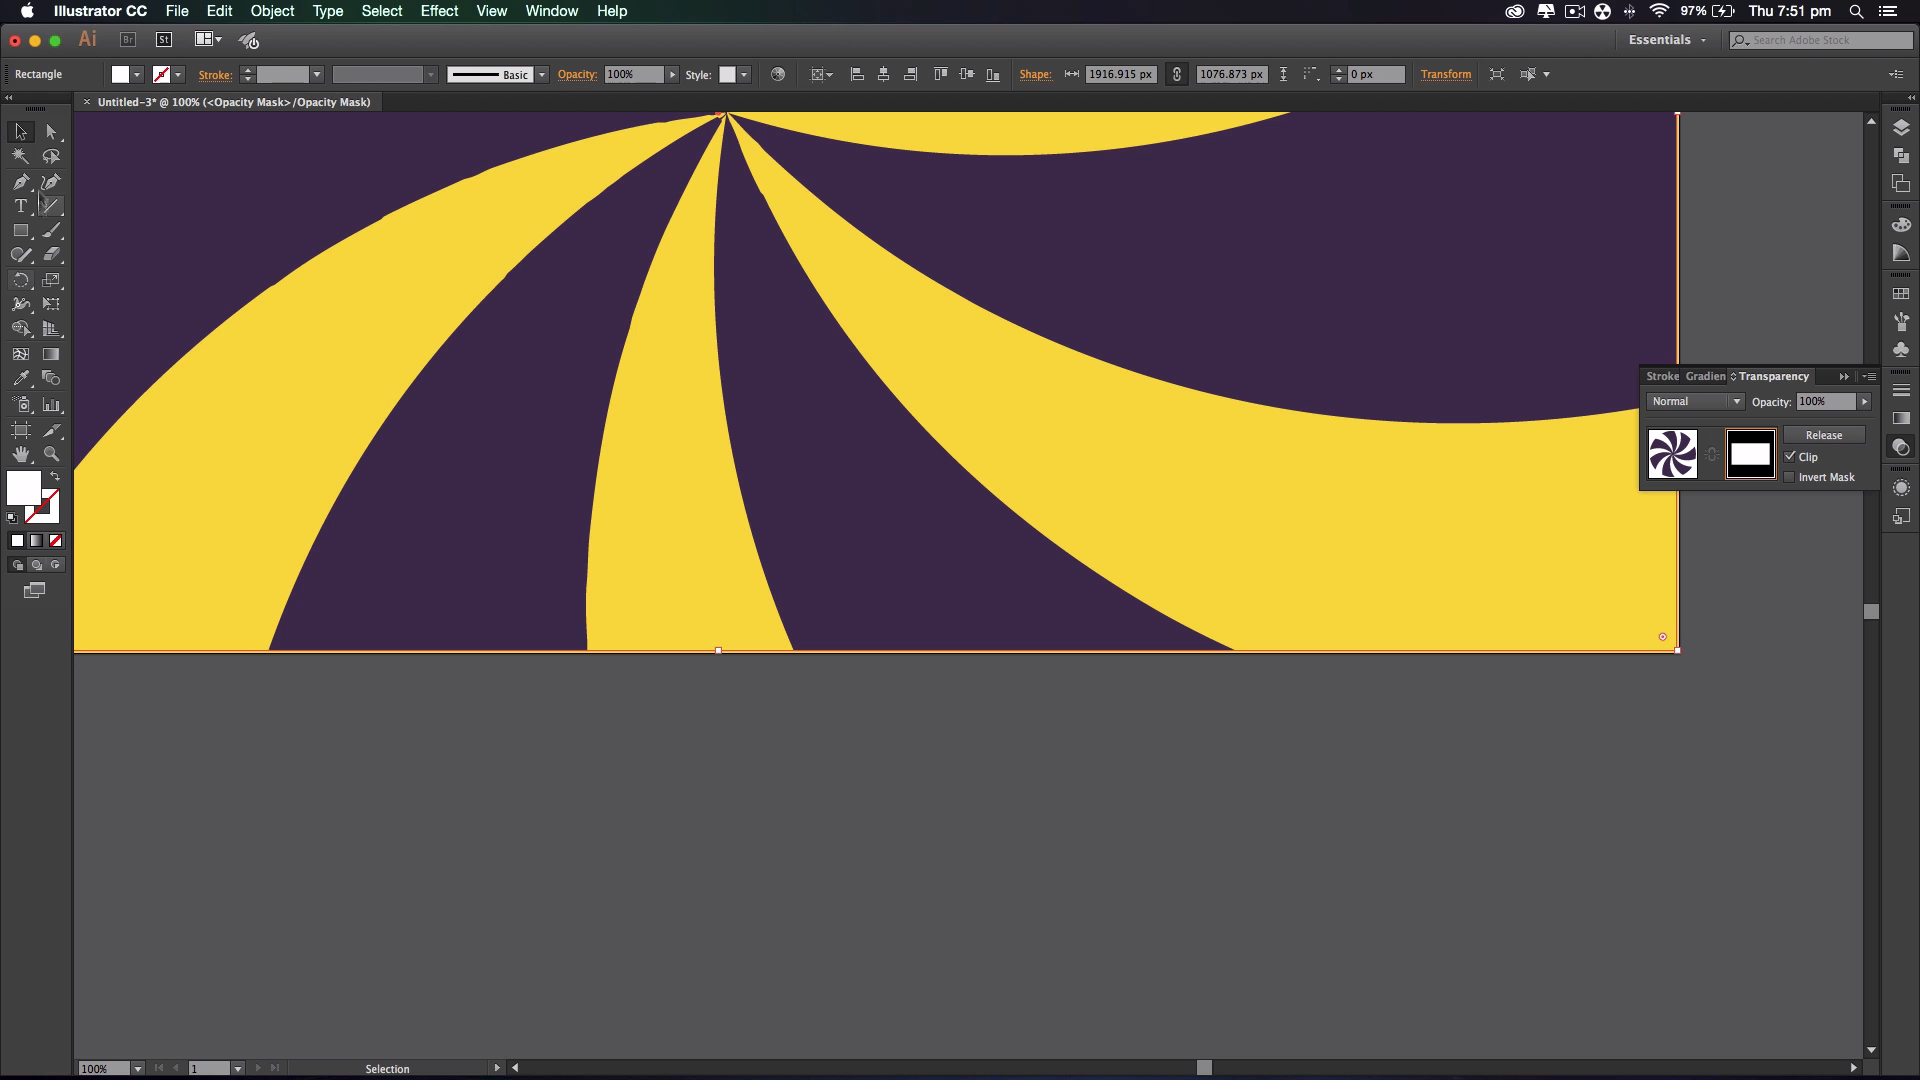 Illustrator CC File Edit Object Type Select Effect View Window Help 97% Thu 7:51 pm
Ai Br St Essentials Search Adobe Stock
Rectangle Stroke: Basic Opacity: 100% Style: Shape: 1916.915 px 1076.873 px 0 px Transform
× Untitled-3* @ 100% (<Opacity Mask>/Opacity Mask)
T
Stroke Gradien Transparency
Normal Opacity: 100%
Release
Clip
Invert Mask
100% 1 Selection